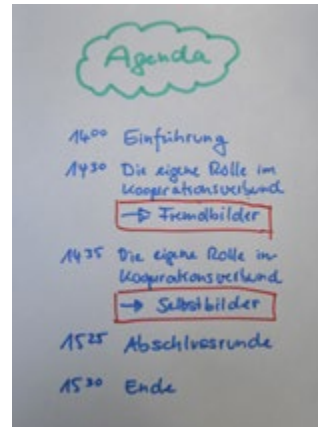 Agenda
14⁰⁰ Einführung
14³⁰ Die eigene Rolle im
Kooperationsverbund
→ Fremdbilder
14³⁵ Die eigene Rolle im
Kooperationsverbund
→ Selbstbilder
15²⁵ Abschlussrunde
15³⁰ Ende